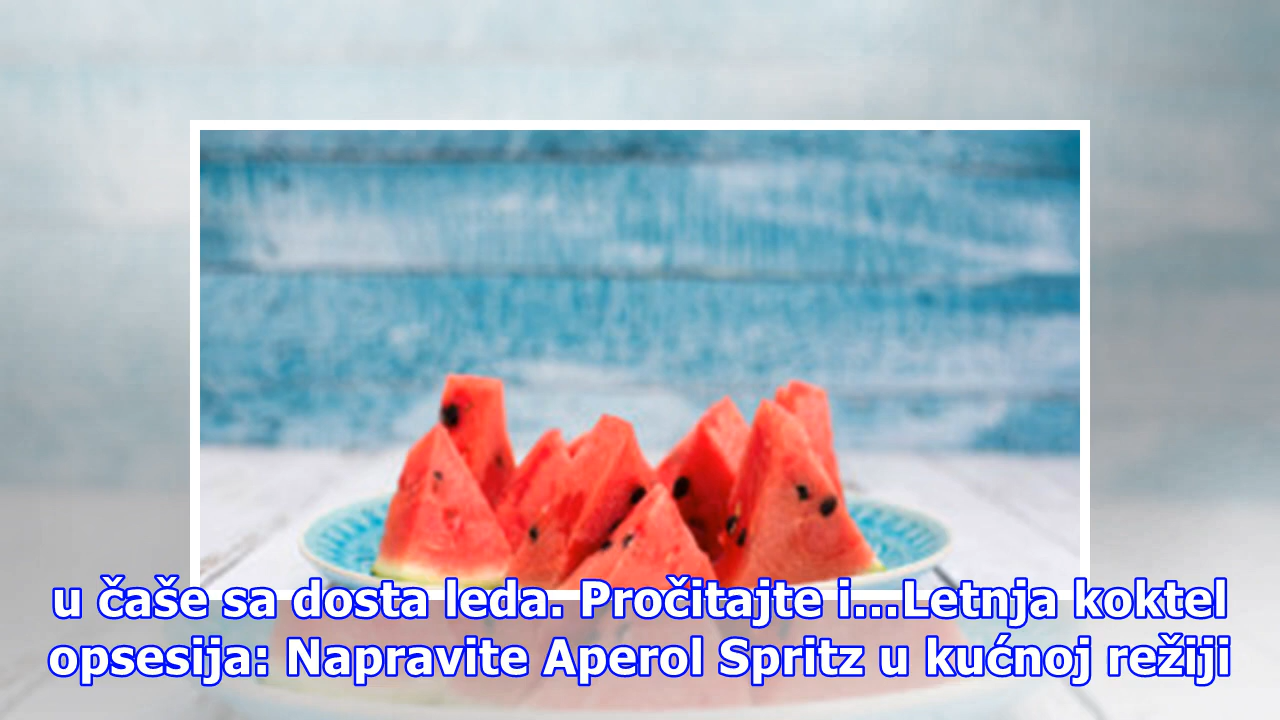 u čaše sa dosta leda. Pročitajte i...Letnja koktel
opsesija: Napravite Aperol Spritz u kućnoj režiji